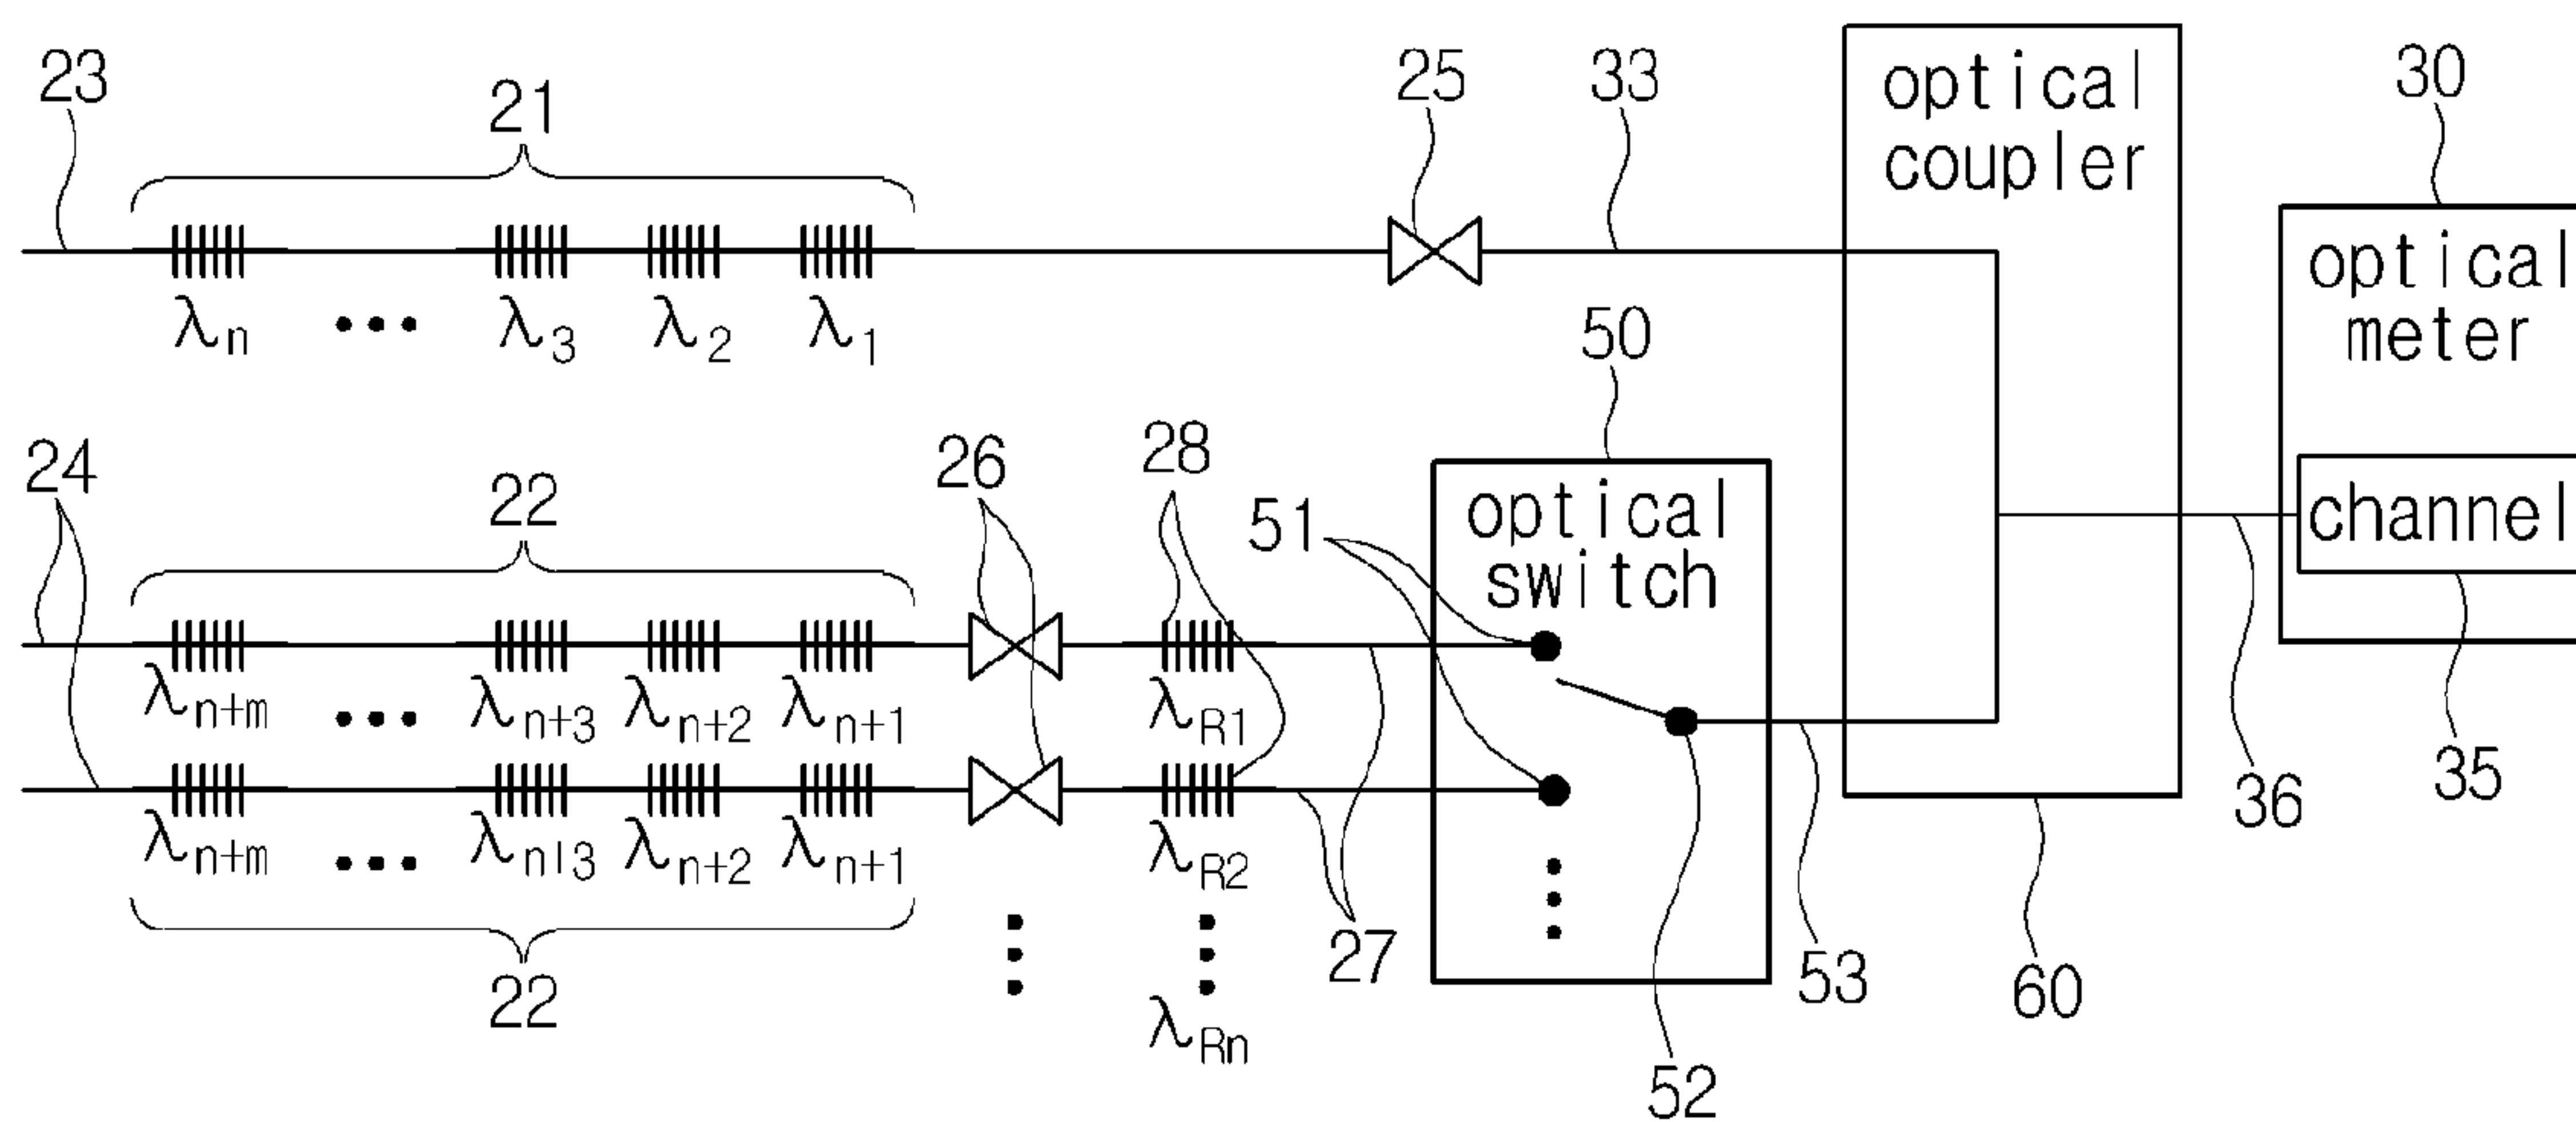 23
21
25
33
optical
coupler
30
optical
meter
λn ••• λ3 λ2 λ1
50
24
22
26
28
51
optical
switch
channel
λn+m ••• λn+3 λn+2 λn+1 λR1
λn+m ••• λn|3 λn+2 λn+1 λR2
36
35
27
53
60
22
λRn
52